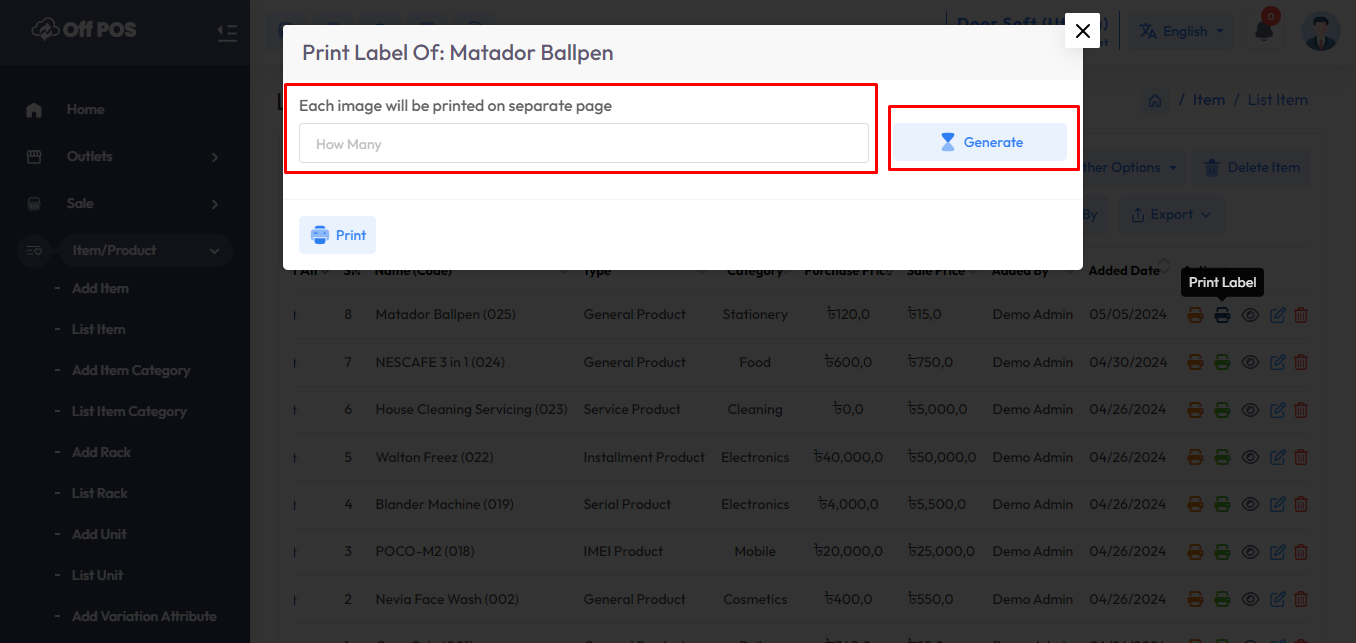 Off POS
English
0
Print Label Of: Matador Ballpen
Each image will be printed on separate page
How Many
Generate
Print
Home
Outlets
Sale
Item/Product
Add Item
List Item
Add Item Category
List Item Category
Add Rack
List Rack
Add Unit
List Unit
Add Variation Attribute
/ Item / List Item
Options
Delete Item
By
Export
Name (Code) Type Category Purchase Price Sale Price Added By Added Date
Print Label
8 Matador Ballpen (025) General Product Stationery ৳120,0 ৳15,0 Demo Admin 05/05/2024
7 NESCAFE 3 in 1 (024) General Product Food ৳600,0 ৳750,0 Demo Admin 04/30/2024
6 House Cleaning Servicing (023) Service Product Cleaning ৳0,0 ৳5,000,0 Demo Admin 04/26/2024
5 Walton Freez (022) Installment Product Electronics ৳40,000,0 ৳50,000,0 Demo Admin 04/26/2024
4 Blander Machine (019) Serial Product Electronics ৳4,000,0 ৳5,500,0 Demo Admin 04/26/2024
3 POCO-M2 (018) IMEI Product Mobile ৳20,000,0 ৳25,000,0 Demo Admin 04/26/2024
2 Nevia Face Wash (002) General Product Cosmetics ৳400,0 ৳550,0 Demo Admin 04/26/2024